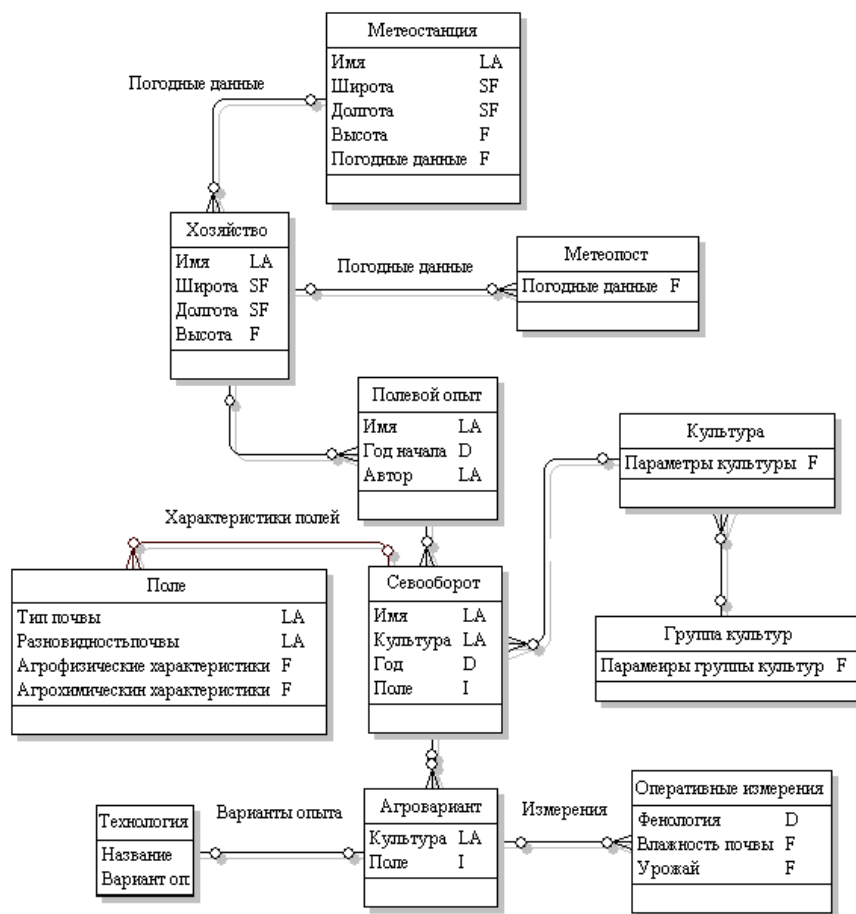 Метеостанция
Имя LA
Широта SF
Долгота SF
Высота F
Погодные данные F
Погодные данные
Хозяйство
Имя LA
Широта SF
Долгота SF
Высота F
Погодные данные
Метеопост
Погодные данные F
Полевой опыт
Имя LA
Год начала D
Автор LA
Культура
Параметры культуры F
Характеристики полей
Поле
Тип почвы LA
Разновидностьпочвы LA
Агрофизические характеристики F
Агрохимическин характеристики F
Севооборот
Имя LA
Культура LA
Год D
Поле I
Группа культур
Парамеиры группы культур F
Технология
Название
Вариант оп
Варианты опыта
Агровариант
Культура LA
Поле I
Измерения
Оперативные измерения
Фенология D
Влажность почвы F
Урожай F